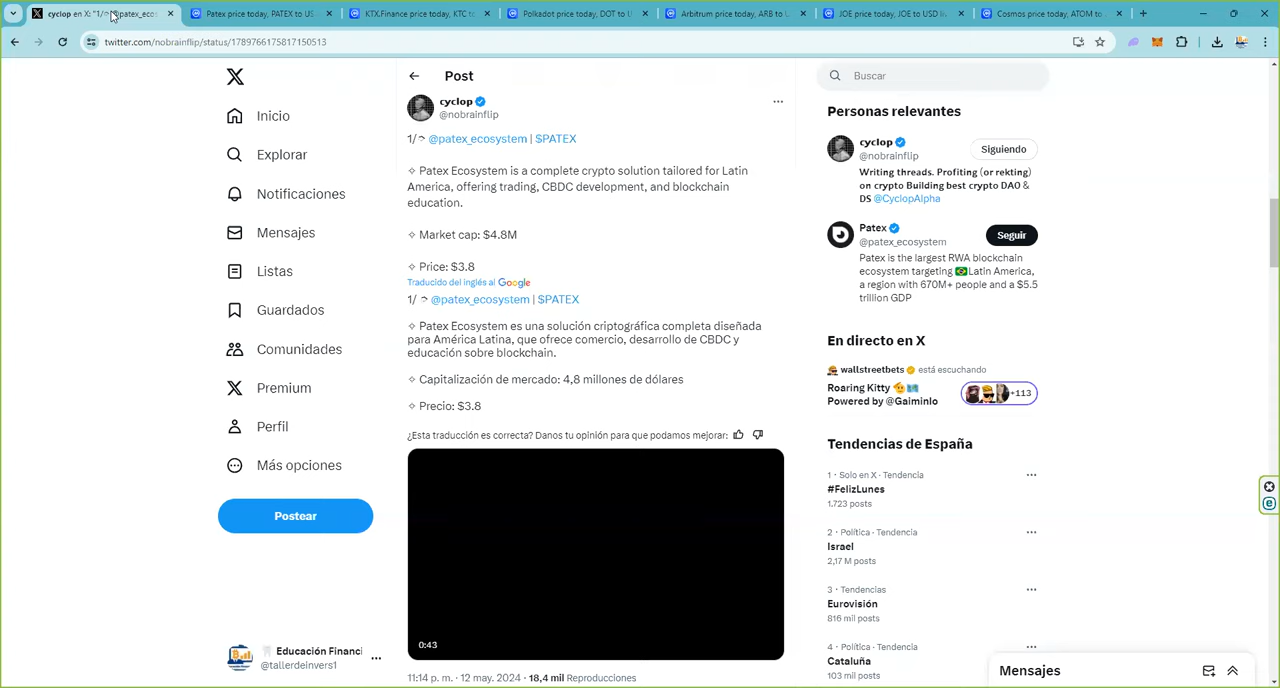 cyclop en X: "1/ @patex_ecos
Patex price today, PATEX to US
KTX.Finance price today, KTC to
Polkadot price today, DOT to U
Arbitrum price today, ARB to U
JOE price today, JOE to USD li
Cosmos price today, ATOM to
twitter.com/nobrainflip/status/1789766175817150513
Inicio
Explorar
Notificaciones
Mensajes
Listas
Guardados
Comunidades
Premium
Perfil
Más opciones
Postear
Educación Financi
@tallerdeinvers1
Post
cyclop
@nobrainflip
1/ @patex_ecosystem | $PATEX
✧ Patex Ecosystem is a complete crypto solution tailored for Latin
America, offering trading, CBDC development, and blockchain
education.
✧ Market cap: $4.8M
✧ Price: $3.8
Traducido del inglés al Google
1/ @patex_ecosystem | $PATEX
✧ Patex Ecosystem es una solución criptográfica completa diseñada
para América Latina, que ofrece comercio, desarrollo de CBDC y
educación sobre blockchain.
✧ Capitalización de mercado: 4,8 millones de dólares
✧ Precio: $3.8
¿Esta traducción es correcta? Danos tu opinión para que podamos mejorar:
0:43
11:14 p. m. · 12 may. 2024 · 18,4 mil Reproducciones
Buscar
Personas relevantes
cyclop
@nobrainflip
Siguiendo
Writing threads. Profiting (or rekting)
on crypto Building best crypto DAO &
DS @CyclopAlpha
Patex
@patex_ecosystem
Seguir
Patex is the largest RWA blockchain
ecosystem targeting 🇧🇷Latin America,
a region with 670M+ people and a $5.5
trillion GDP
En directo en X
wallstreetbets está escuchando
Roaring Kitty
Powered by @Gaiminlo
+113
Tendencias de España
1 · Solo en X · Tendencia
#FelizLunes
1.723 posts
2 · Política · Tendencia
Israel
2,17 M posts
3 · Tendencias
Eurovisión
816 mil posts
4 · Política · Tendencia
Cataluña
103 mil posts
Mensajes